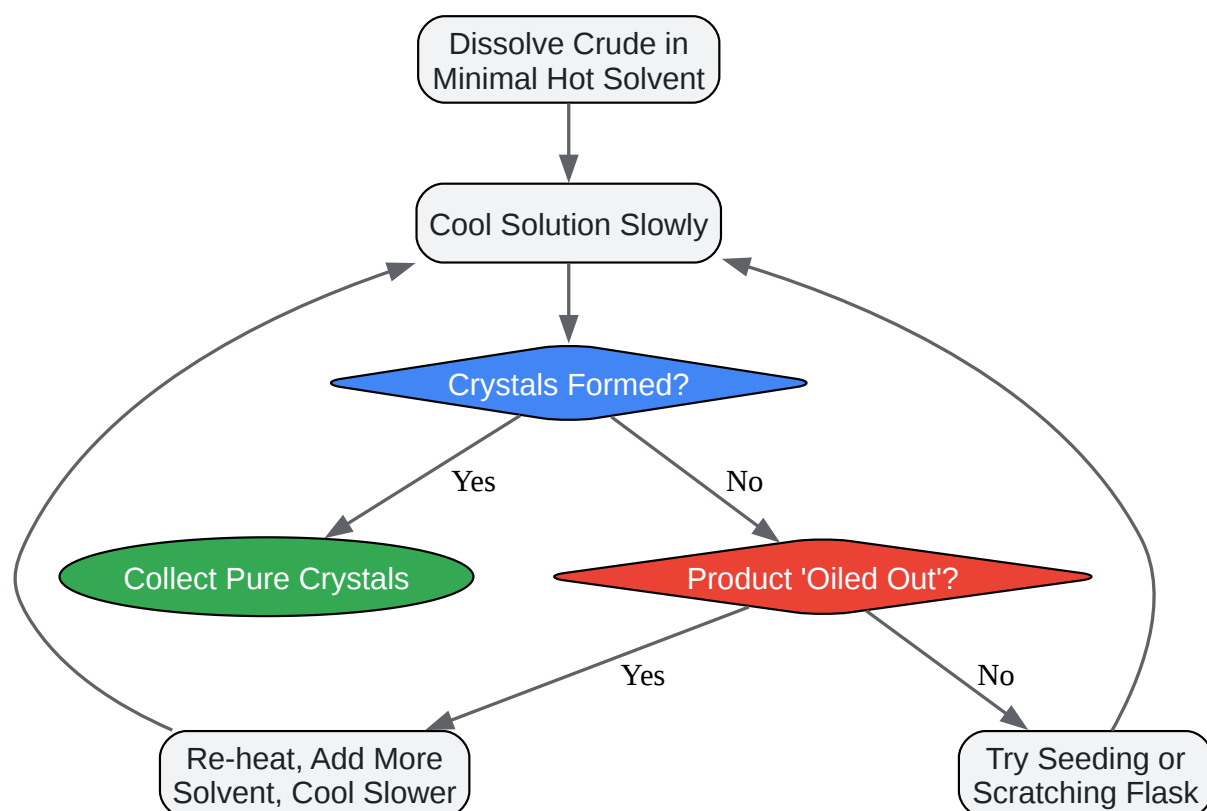 Dissolve Crude in
Minimal Hot Solvent
Cool Solution Slowly
Crystals Formed?
Yes
No
Collect Pure Crystals
Product 'Oiled Out'?
Yes
No
Re-heat, Add More
Solvent, Cool Slower
Try Seeding or
Scratching Flask